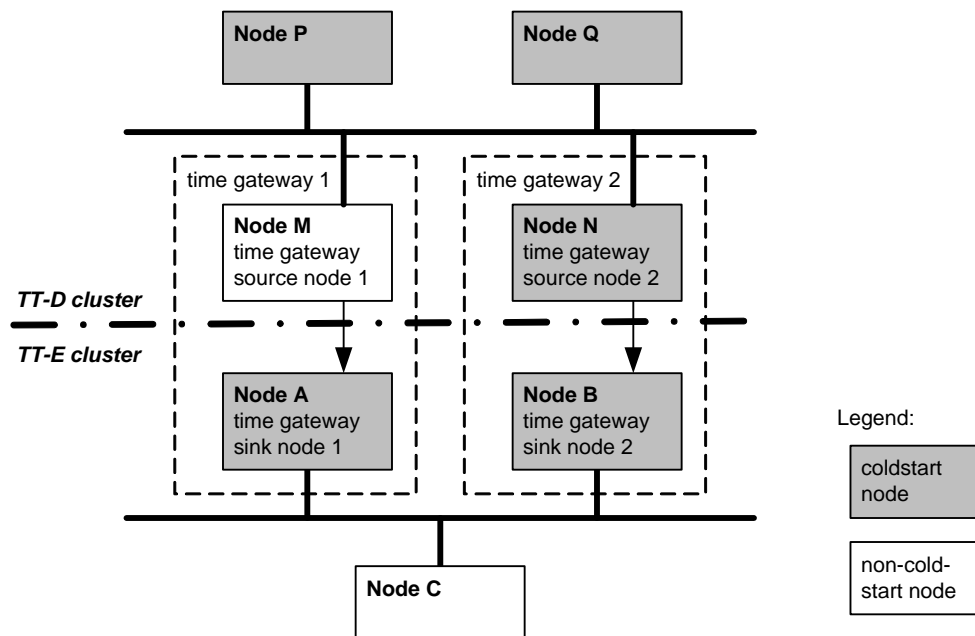 Node P
Node Q
time gateway 1
time gateway 2
Node M
time gateway
source node 1
Node N
time gateway
source node 2
TT-D cluster
TT-E cluster
Node A
time gateway
sink node 1
Node B
time gateway
sink node 2
Legend:
coldstart
node
non-cold-
start node
Node C